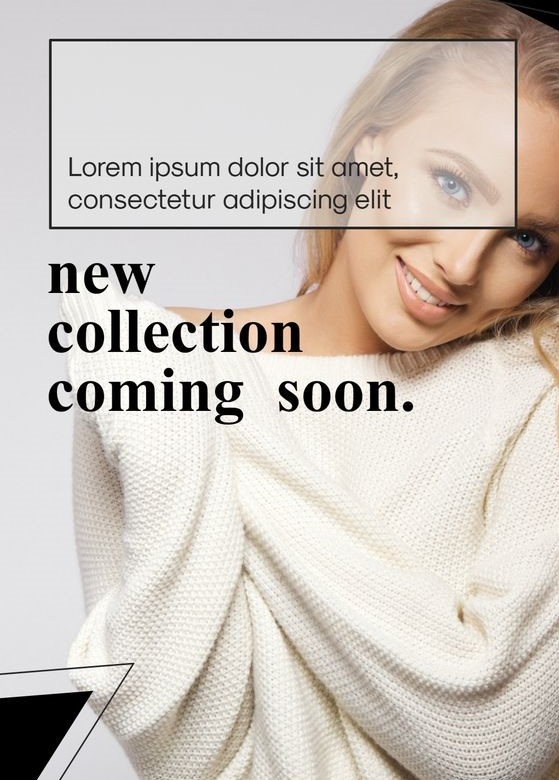 Lorem ipsum dolor sit amet,
consectetur adipiscing elit
new
collection
coming soon.